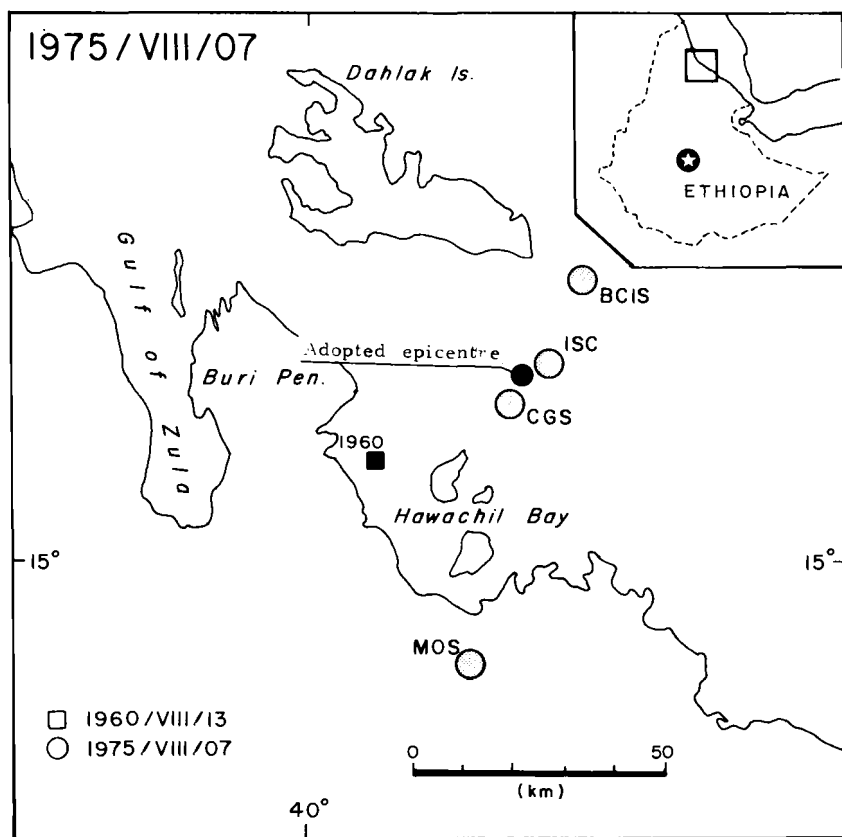 1975/VIII/07
Dahlak Is.
ETHIOPIA
Gulf of Zula
BCIS
ISC
Adopted epicentre
Buri Pen.
CGS
1960
Hawachil Bay
15°
15°
MOS
1960/VIII/13
1975/VIII/07
0 50
(km)
40°